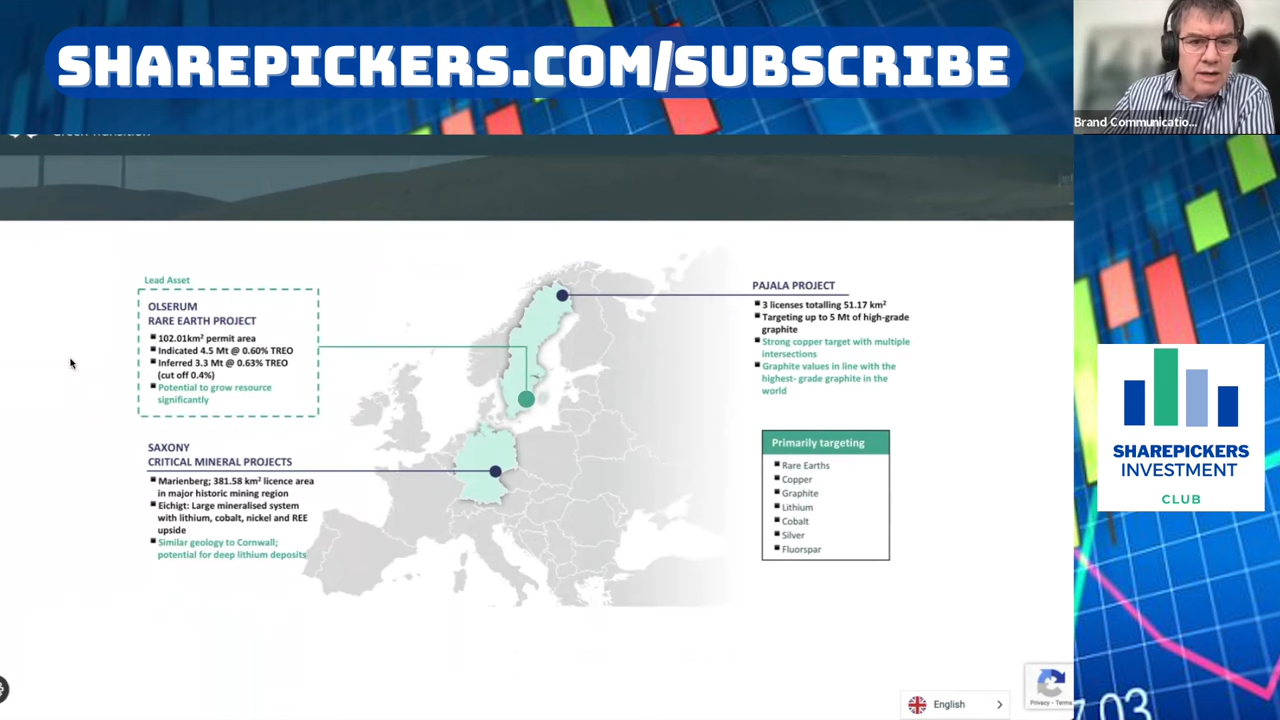 SHAREPICKERS.COM/SUBSCRIBE
Brand Communicatio...
Green Transition
Lead Asset
OLSERUM
RARE EARTH PROJECT
102.01km² permit area
Indicated 4.5 Mt @ 0.60% TREO
Inferred 3.3 Mt @ 0.63% TREO
(cut off 0.4%)
Potential to grow resource
significantly
SAXONY
CRITICAL MINERAL PROJECTS
Marienberg; 381.58 km² licence area
in major historic mining region
Eichigt: Large mineralised system
with lithium, cobalt, nickel and REE
upside
Similar geology to Cornwall;
potential for deep lithium deposits
PAJALA PROJECT
3 licenses totalling 51.17 km²
Targeting up to 5 Mt of high-grade
graphite
Strong copper target with multiple
intersections
Graphite values in line with the
highest- grade graphite in the
world
Primarily targeting
Rare Earths
Copper
Graphite
Lithium
Cobalt
Silver
Fluorspar
SHAREPICKERS
INVESTMENT
CLUB
English
Privacy - Terms
7.03